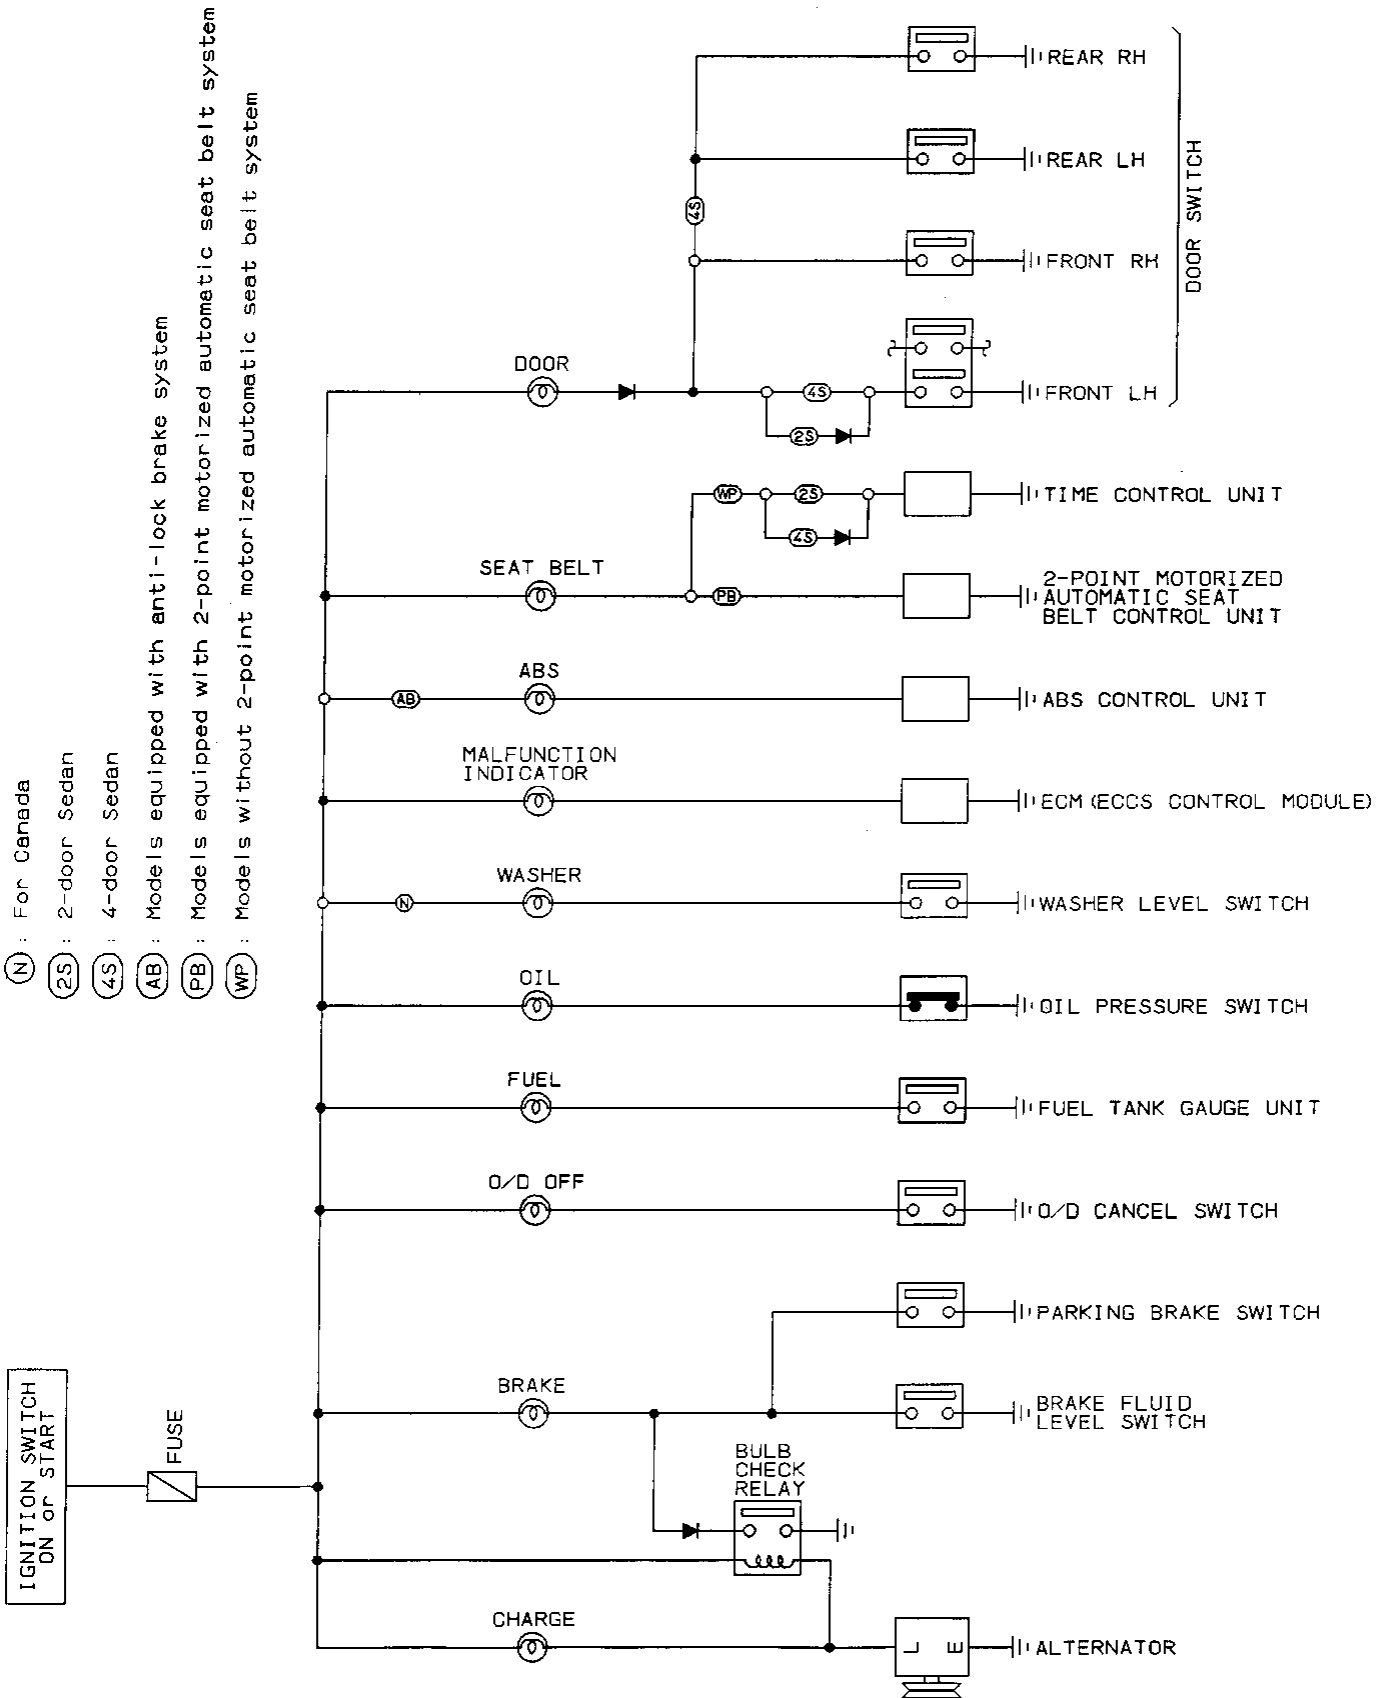 N : For Canada
2S : 2-door Sedan
4S : 4-door Sedan
AB : Models equipped with anti-lock brake system
PB : Models equipped with 2-point motorized automatic seat belt system
WP : Models without 2-point motorized automatic seat belt system
REAR RH
REAR LH
4S
FRONT RH
DOOR SWITCH
DOOR
4S
FRONT LH
2S
WP
2S
TIME CONTROL UNIT
4S
SEAT BELT
PB
2-POINT MOTORIZED
AUTOMATIC SEAT
BELT CONTROL UNIT
ABS
AB
ABS CONTROL UNIT
MALFUNCTION
INDICATOR
ECM (ECCS CONTROL MODULE)
WASHER
N
WASHER LEVEL SWITCH
OIL
OIL PRESSURE SWITCH
FUEL
FUEL TANK GAUGE UNIT
O/D OFF
O/D CANCEL SWITCH
PARKING BRAKE SWITCH
BRAKE
BRAKE FLUID
LEVEL SWITCH
IGNITION SWITCH
ON or START
FUSE
BULB
CHECK
RELAY
CHARGE
L E
ALTERNATOR